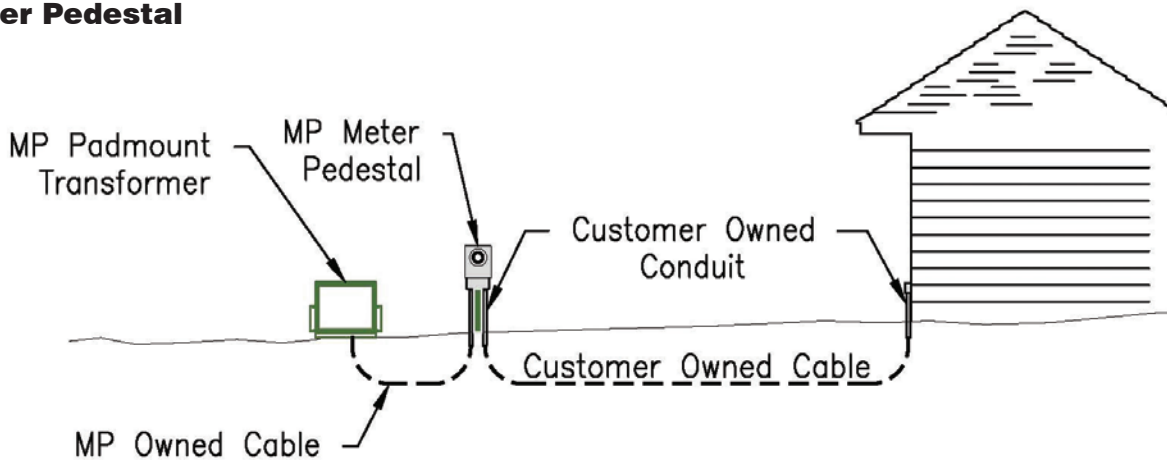 er Pedestal
MP Padmount
Transformer
MP Meter
Pedestal
Customer Owned
Conduit
Customer Owned Cable
MP Owned Cable